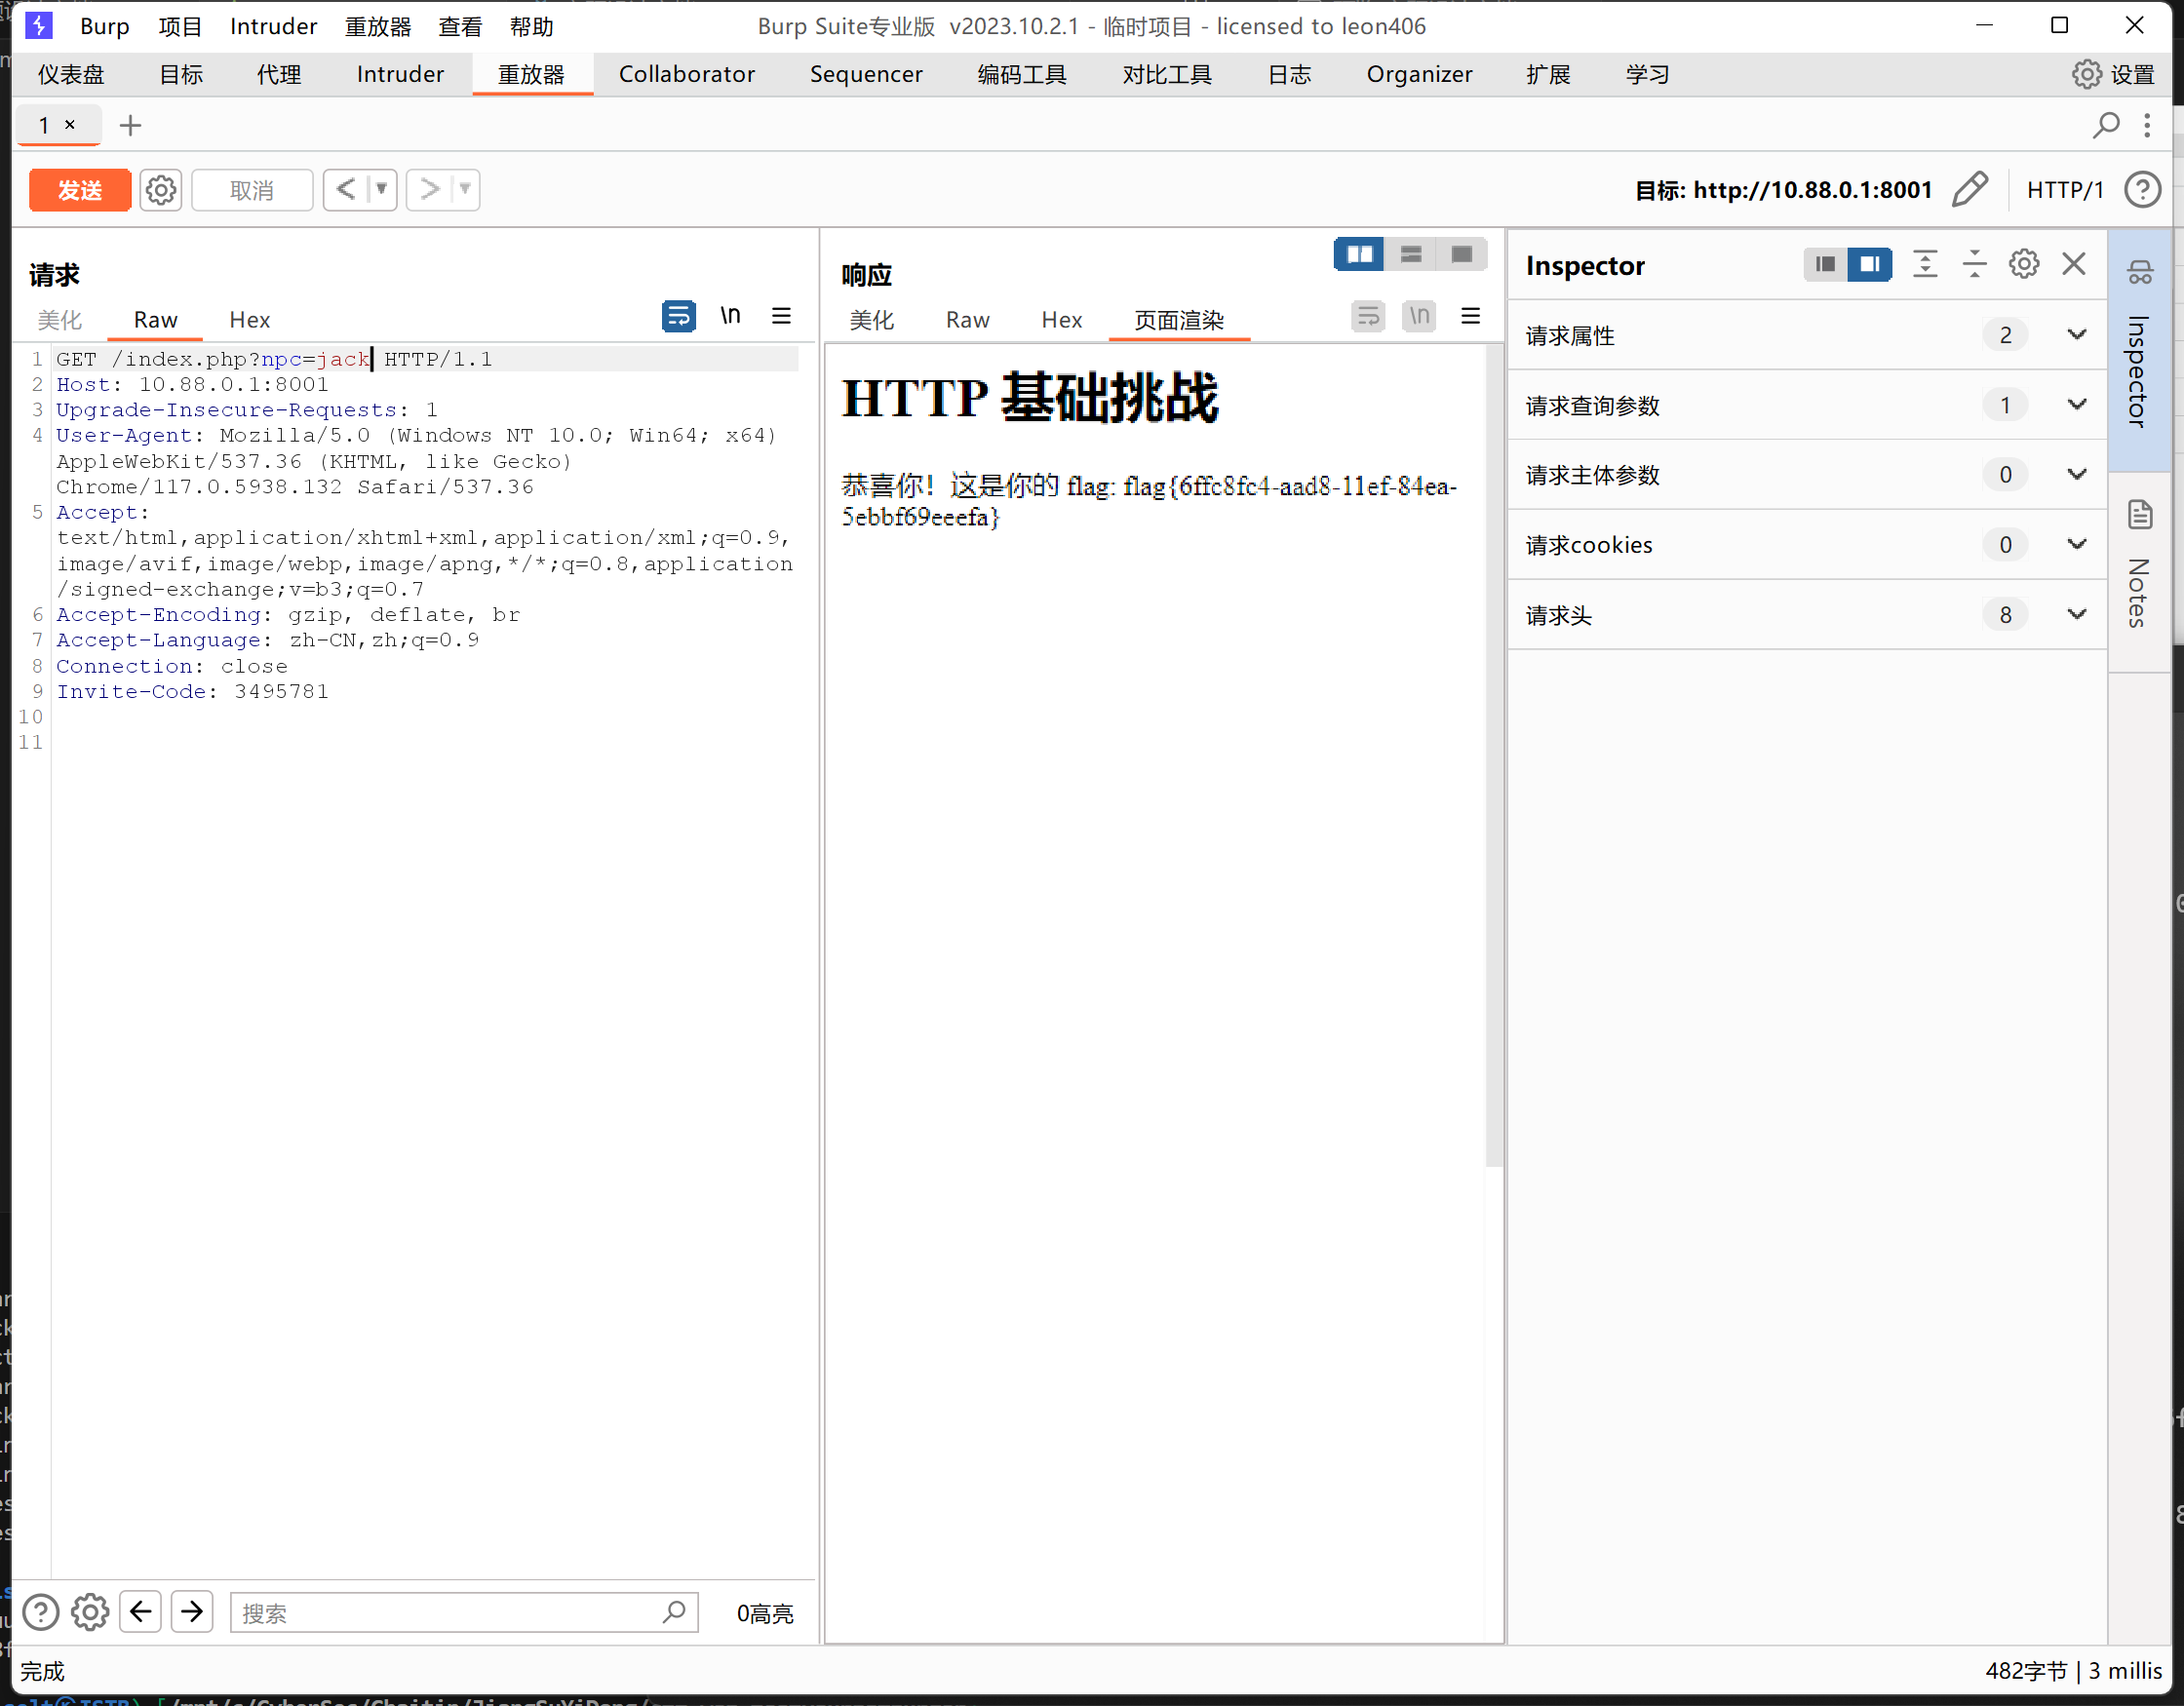 Burp 项目 Intruder 重放器 查看 帮助 Burp Suite专业版 v2023.10.2.1 - 临时项目 - licensed to leon406
仪表盘 目标 代理 Intruder 重放器 Collaborator Sequencer 编码工具 对比工具 日志 Organizer 扩展 学习 设置
1 × +
发送 取消 < > 目标: http://10.88.0.1:8001 HTTP/1 ?
请求
美化 Raw Hex \n
1 GET /index.php?npc=jack HTTP/1.1
2 Host: 10.88.0.1:8001
3 Upgrade-Insecure-Requests: 1
4 User-Agent: Mozilla/5.0 (Windows NT 10.0; Win64; x64)
AppleWebKit/537.36 (KHTML, like Gecko)
Chrome/117.0.5938.132 Safari/537.36
5 Accept:
text/html,application/xhtml+xml,application/xml;q=0.9,
image/avif,image/webp,image/apng,*/*;q=0.8,application
/signed-exchange;v=b3;q=0.7
6 Accept-Encoding: gzip, deflate, br
7 Accept-Language: zh-CN,zh;q=0.9
8 Connection: close
9 Invite-Code: 3495781
10
11
? 搜索 0高亮
响应
美化 Raw Hex 页面渲染 \n
HTTP 基础挑战
恭喜你！这是你的 flag: flag{6ffc8fc4-aad8-11ef-84ea-
5ebbf69eeefa}
Inspector
请求属性 2
请求查询参数 1
请求主体参数 0
请求cookies 0
请求头 8
Inspector
Notes
完成 482字节 | 3 millis